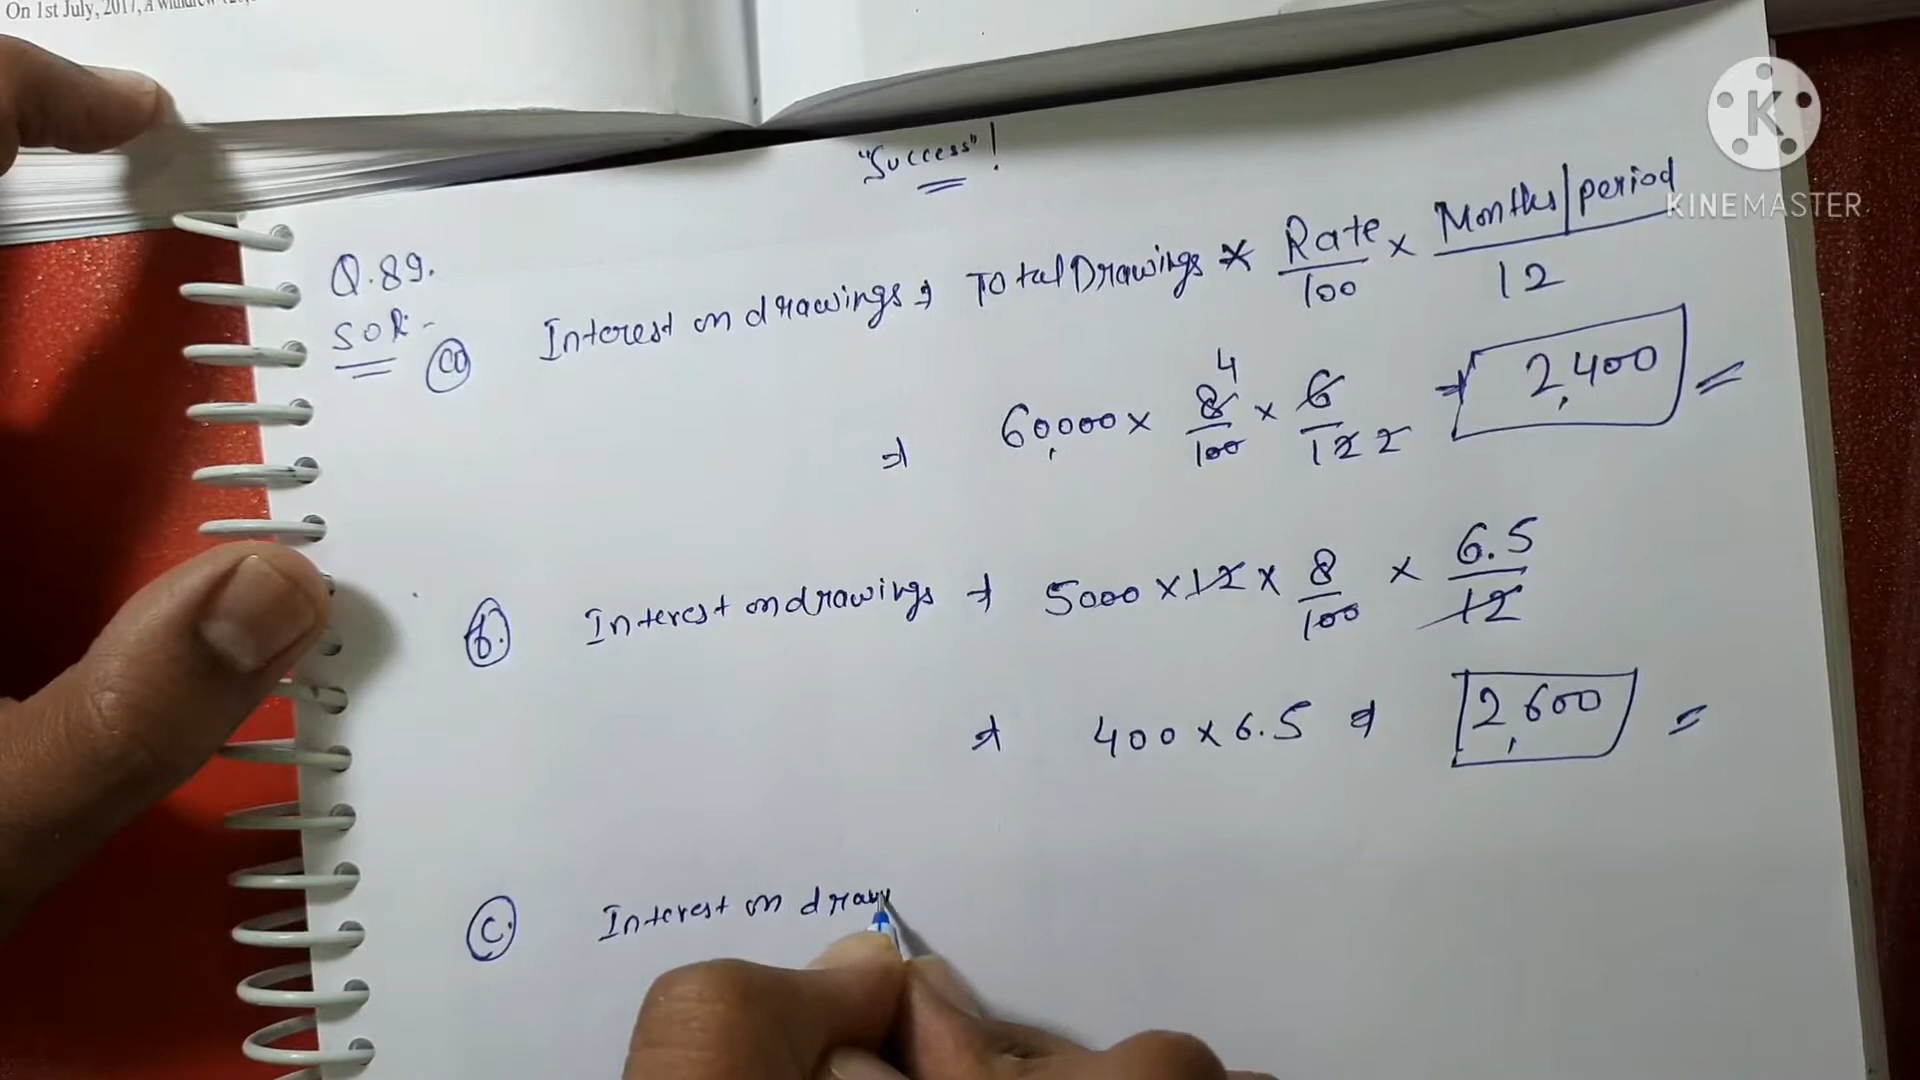 On 1st July, 2017, A withdrew
"Success"!
K
KINEMASTER
Q.89.
Sol-
(a) Interest on drawings ⇒ Total Drawings × Rate/100 × Months/period/12
⇒ 60,000 × 8/100 × 6/12 4 2 ⇒ 2,400 =
(b.) Interest on drawings ⇒ 5000 × 12 × 8/100 × 6.5/12
⇒ 400 × 6.5 ⇒ 2,600 =
(C.) Interest on draw